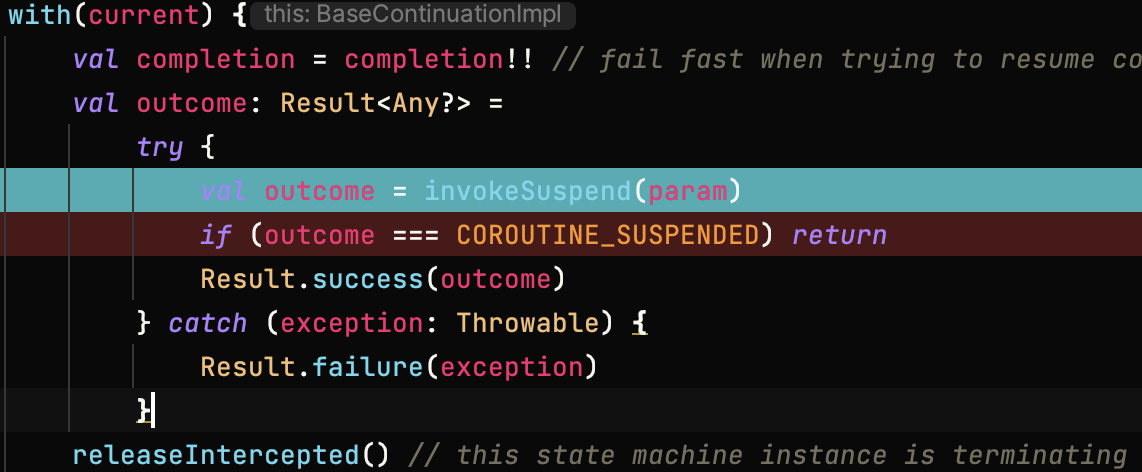 with(current) { this: BaseContinuationImpl
val completion = completion!! // fail fast when trying to resume co
val outcome: Result<Any?> =
try {
val outcome = invokeSuspend(param)
if (outcome === COROUTINE_SUSPENDED) return
Result.success(outcome)
} catch (exception: Throwable) {
Result.failure(exception)
}
releaseIntercepted() // this state machine instance is terminating